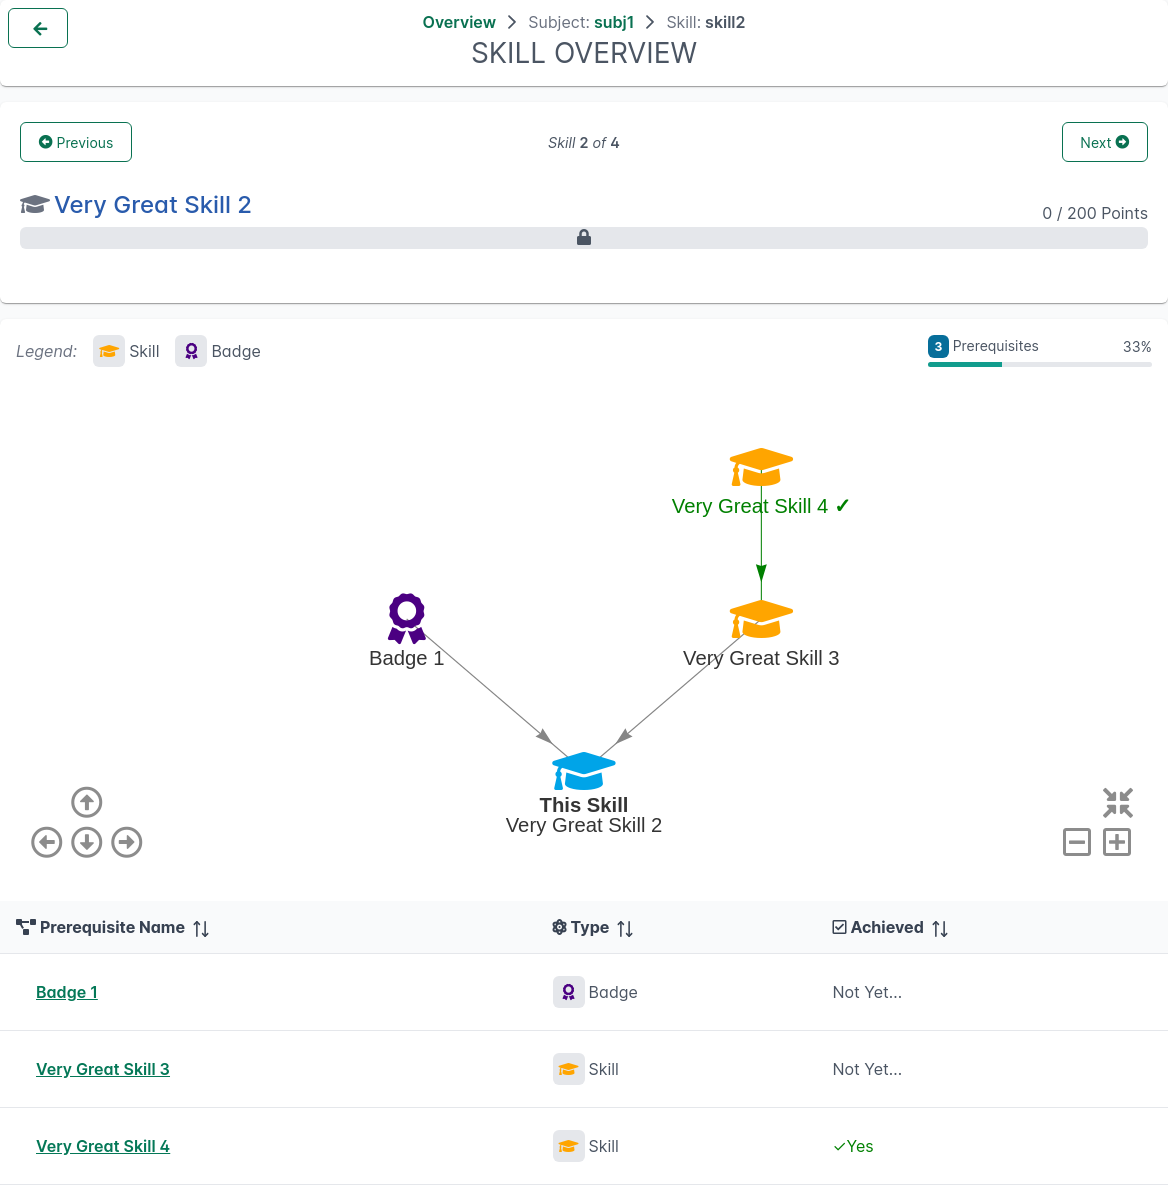 Overview > Subject: subj1 > Skill: skill2
SKILL OVERVIEW
Previous
Skill 2 of 4
Next
Very Great Skill 2
0 / 200 Points
Legend: Skill Badge
3 Prerequisites 33%
Very Great Skill 4 ✓
Badge 1
Very Great Skill 3
This Skill
Very Great Skill 2
Prerequisite Name Type Achieved
Badge 1 Badge Not Yet...
Very Great Skill 3 Skill Not Yet...
Very Great Skill 4 Skill ✓Yes